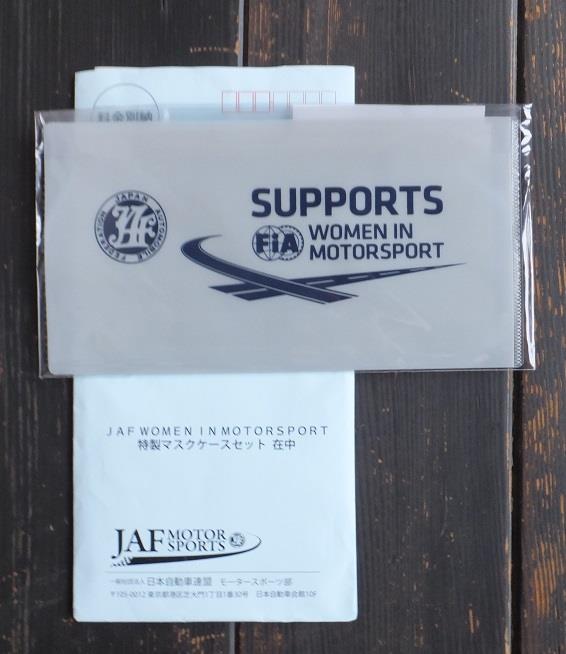 料金別納
JAPAN AUTOMOBILE FEDERATION
JAF
SUPPORTS
FIA
WOMEN IN
MOTORSPORT
JAF WOMEN IN MOTORSPORT
特製マスクケースセット 在中
JAF MOTOR
SPORTS
一般社団法人 日本自動車連盟 モータースポーツ部
〒105-0012 東京都港区芝大門1丁目1番30号 日本自動車会館10F